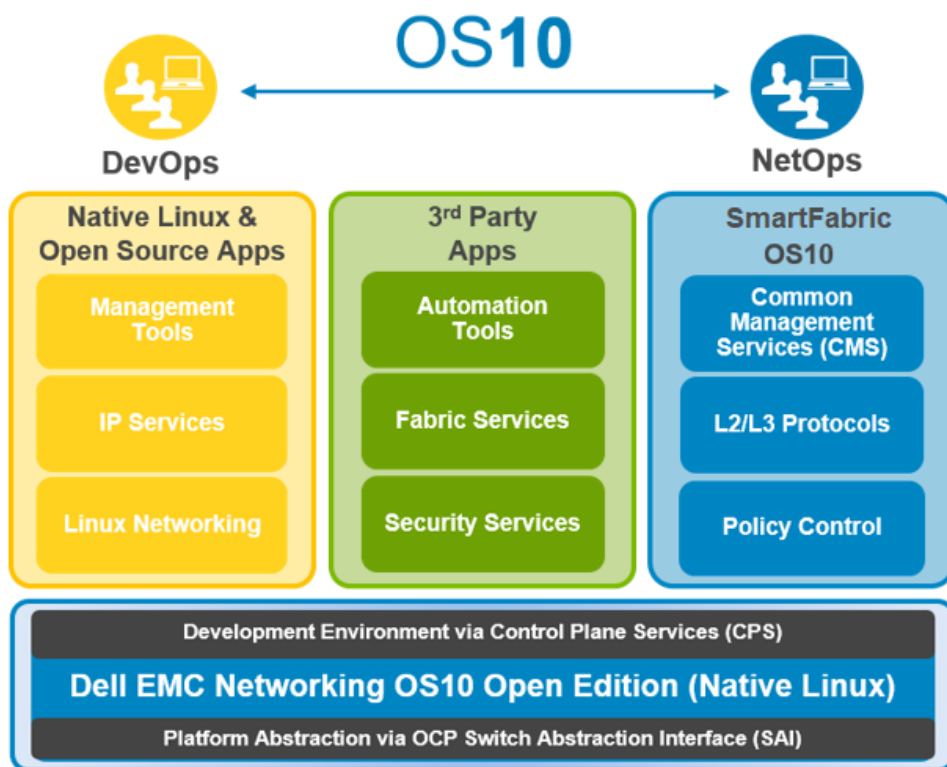 OS10
DevOps
NetOps
Native Linux &
Open Source Apps
Management
Tools
IP Services
Linux Networking
3rd Party
Apps
Automation
Tools
Fabric Services
Security Services
SmartFabric
OS10
Common
Management
Services (CMS)
L2/L3 Protocols
Policy Control
Development Environment via Control Plane Services (CPS)
Dell EMC Networking OS10 Open Edition (Native Linux)
Platform Abstraction via OCP Switch Abstraction Interface (SAI)